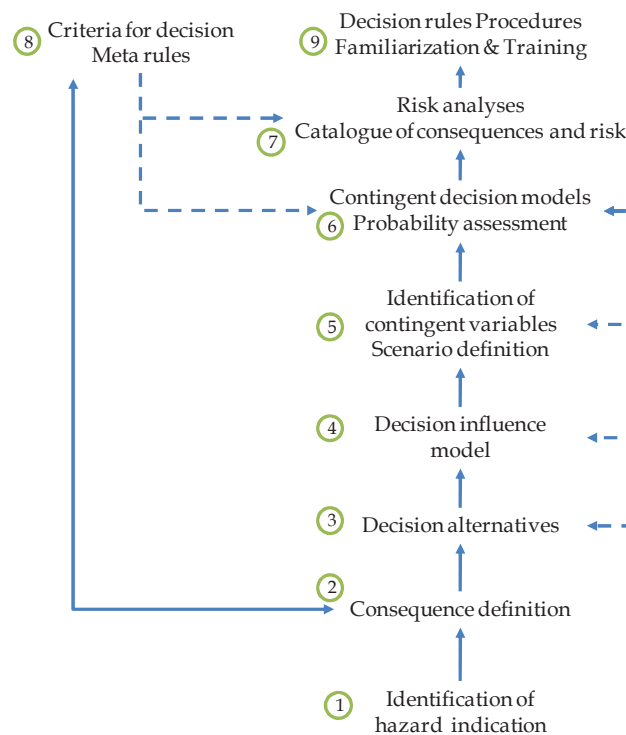 8 Criteria for decision
Meta rules
9 Decision rules Procedures
Familiarization & Training
Risk analyses
7 Catalogue of consequences and risk
Contingent decision models
6 Probability assessment
Identification of
5 contingent variables
Scenario definition
4 Decision influence
model
3 Decision alternatives
2
Consequence definition
1 Identification of
hazard indication